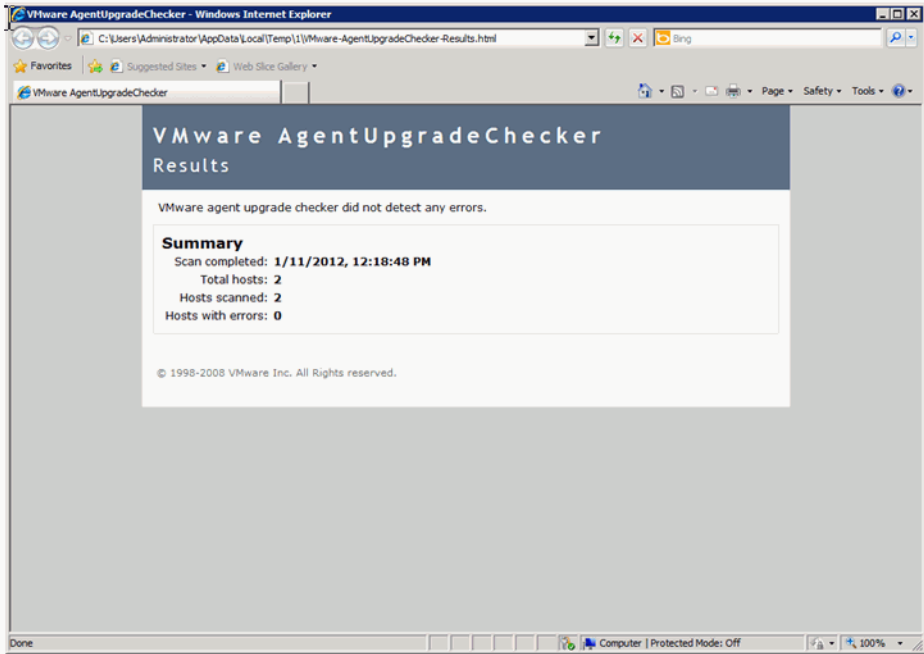 VMware AgentUpgradeChecker - Windows Internet Explorer
C:\Users\Administrator\AppData\Local\Temp\1\VMware-AgentUpgradeChecker-Results.html
Bing
Favorites
Suggested Sites
Web Slice Gallery
VMware AgentUpgradeChecker
Page
Safety
Tools
VMware AgentUpgradeChecker
Results
VMware agent upgrade checker did not detect any errors.
Summary
Scan completed: 1/11/2012, 12:18:48 PM
Total hosts: 2
Hosts scanned: 2
Hosts with errors: 0
© 1998-2008 VMware Inc. All Rights reserved.
Done
Computer | Protected Mode: Off
100%